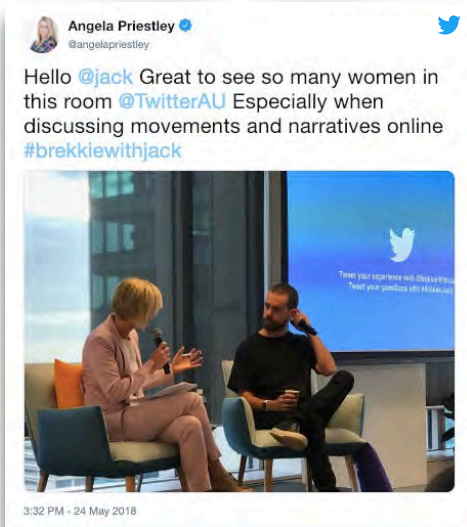 Angela Priestley
@angelapriestley
Hello @jack Great to see so many women in
this room @TwitterAU Especially when
discussing movements and narratives online
#brekkiewithjack
Tweet your experience with
Tweet your questions with
3:32 PM - 24 May 2018